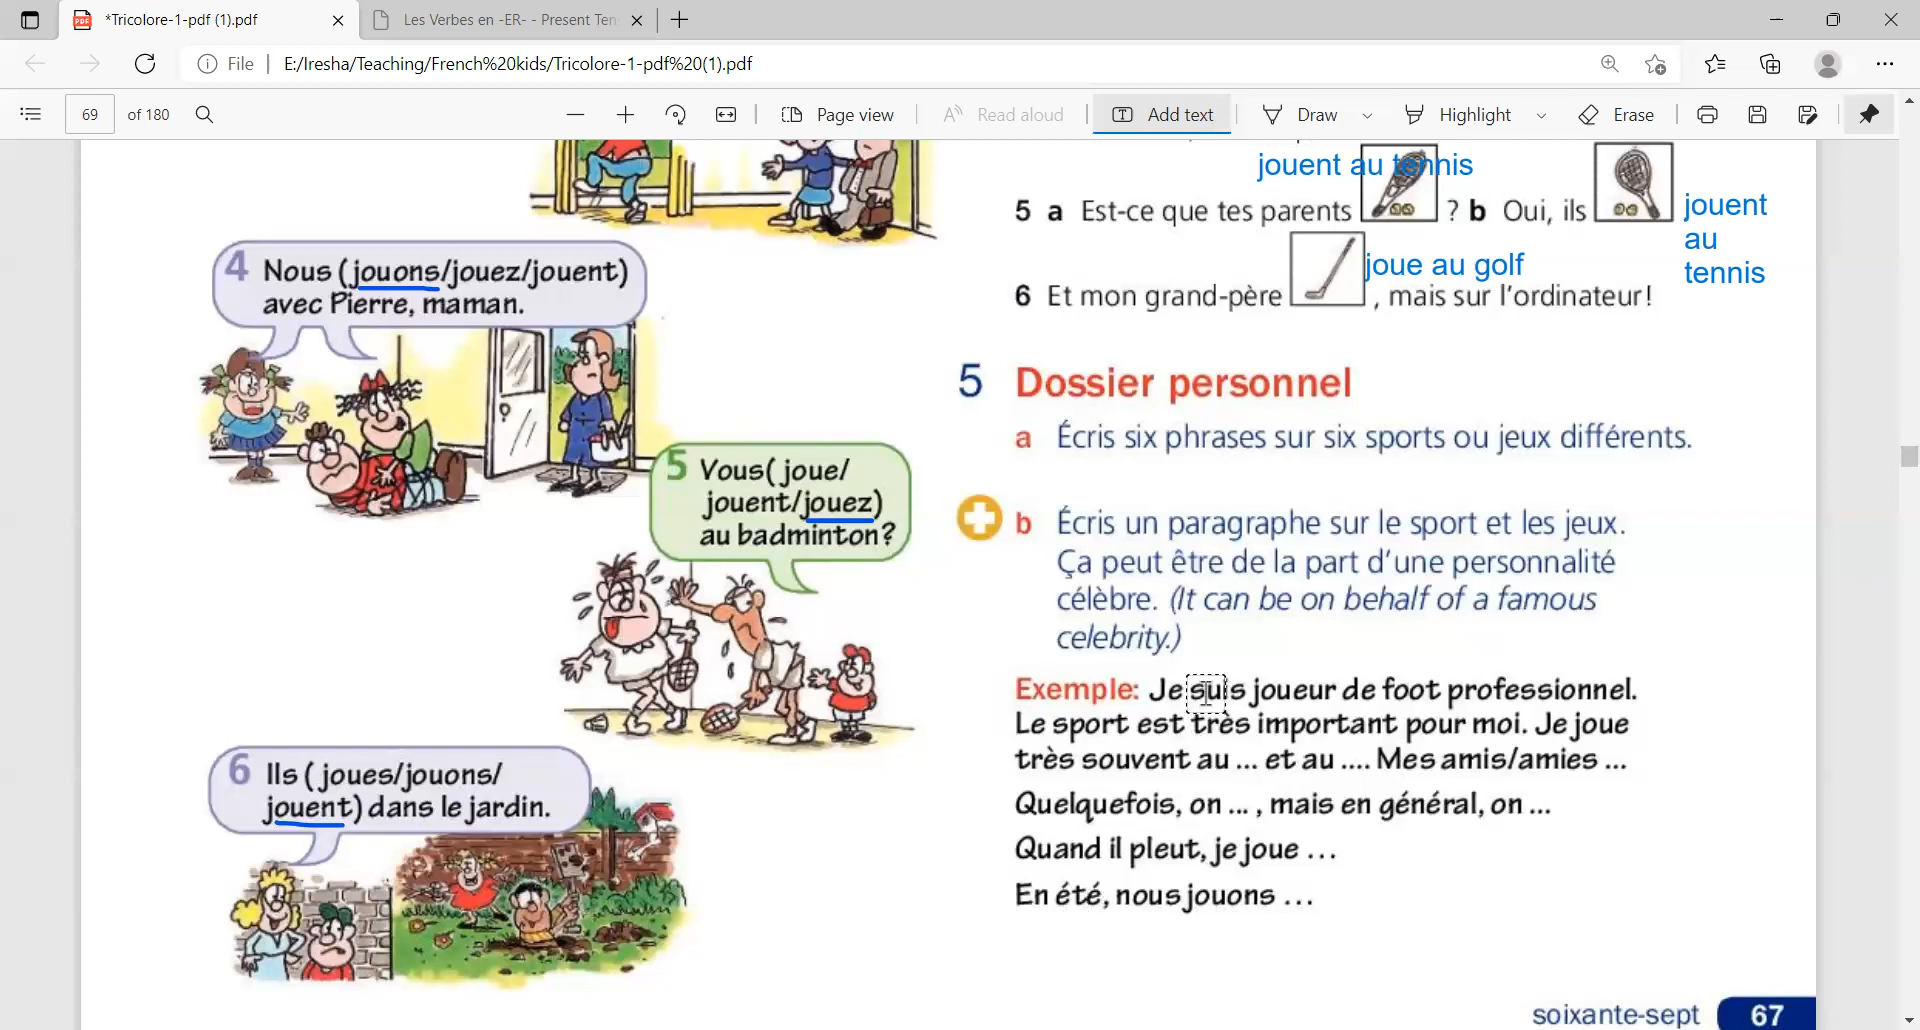 *Tricolore-1-pdf (1).pdf
Les Verbes en -ER- - Present Ten
File
E:/Iresha/Teaching/French%20kids/Tricolore-1-pdf%20(1).pdf
69 of 180
Page view
Read aloud
Add text
Draw
Highlight
Erase
4 Nous (jouons/jouez/jouent)
avec Pierre, maman.
5 Vous( joue/
jouent/jouez)
au badminton?
6 Ils ( joues/jouons/
jouent) dans le jardin.
jouent au tennis
5 a Est-ce que tes parents ? b Oui, ils
jouent
au
tennis
joue au golf
6 Et mon grand-père , mais sur l'ordinateur!
5 Dossier personnel
a Écris six phrases sur six sports ou jeux différents.
b Écris un paragraphe sur le sport et les jeux.
Ça peut être de la part d'une personnalité
célèbre. (It can be on behalf of a famous
celebrity.)
Exemple: Je suis joueur de foot professionnel.
Le sport est très important pour moi. Je joue
très souvent au ... et au .... Mes amis/amies ...
Quelquefois, on ... , mais en général, on ...
Quand il pleut, je joue ...
En été, nous jouons ...
soixante-sept 67